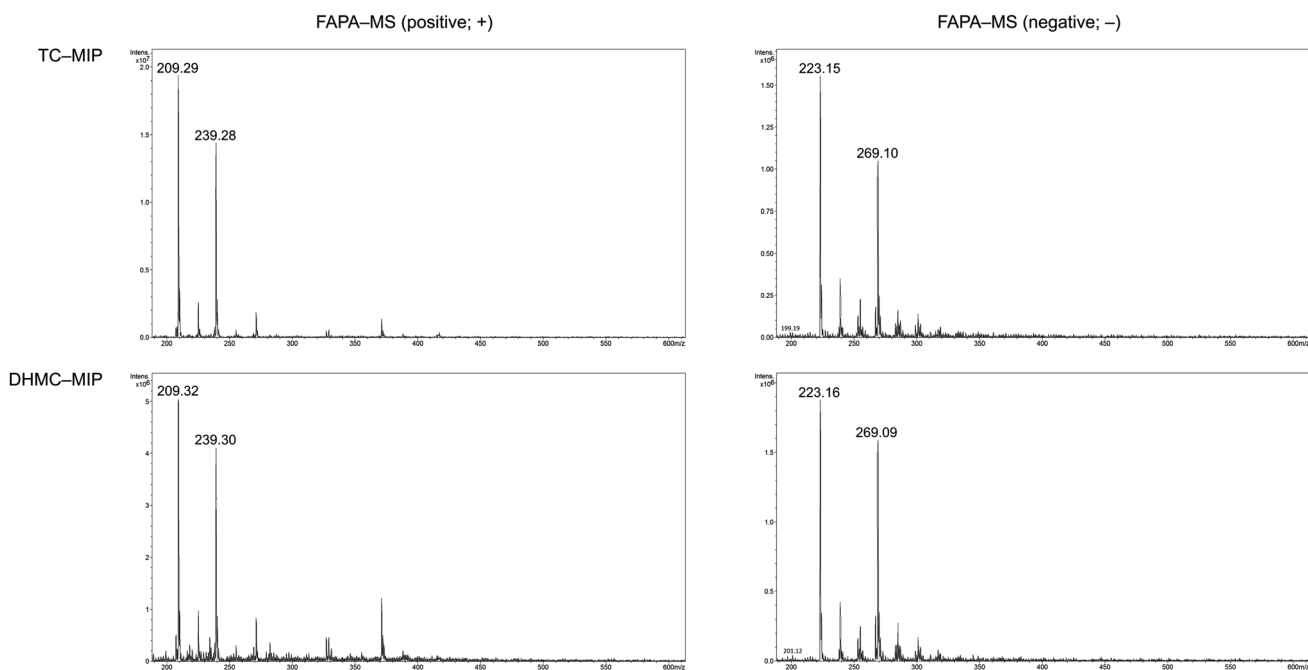 FAPA–MS (positive; +)
FAPA–MS (negative; –)
TC–MIP
Intens.
x10⁷
2.0
1.5
1.0
0.5
0.0
209.29
239.28
200 250 300 350 400 450 500 550 600 m/z
Intens.
x10⁶
1.50
1.25
1.00
0.75
0.50
0.25
0.00
223.15
269.10
199.19
200 250 300 350 400 450 500 550 600 m/z
DHMC–MIP
Intens.
x10⁶
5
4
3
2
1
0
209.32
239.30
200 250 300 350 400 450 500 550 600 m/z
Intens.
x10⁶
1.5
1.0
0.5
0.0
223.16
269.09
201.12
200 250 300 350 400 450 500 550 600 m/z